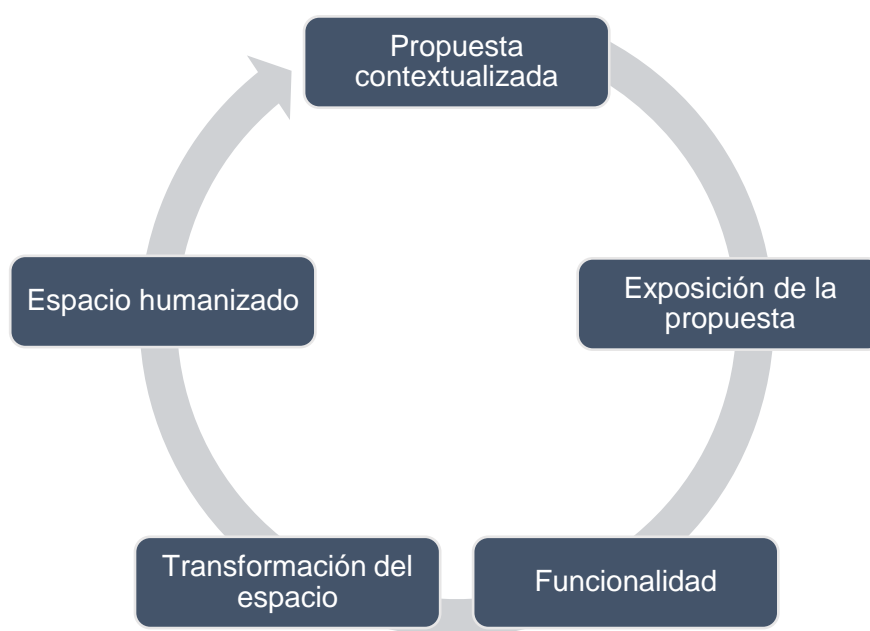 Propuesta
contextualizada
Exposición de la
propuesta
Funcionalidad
Transformación del
espacio
Espacio humanizado